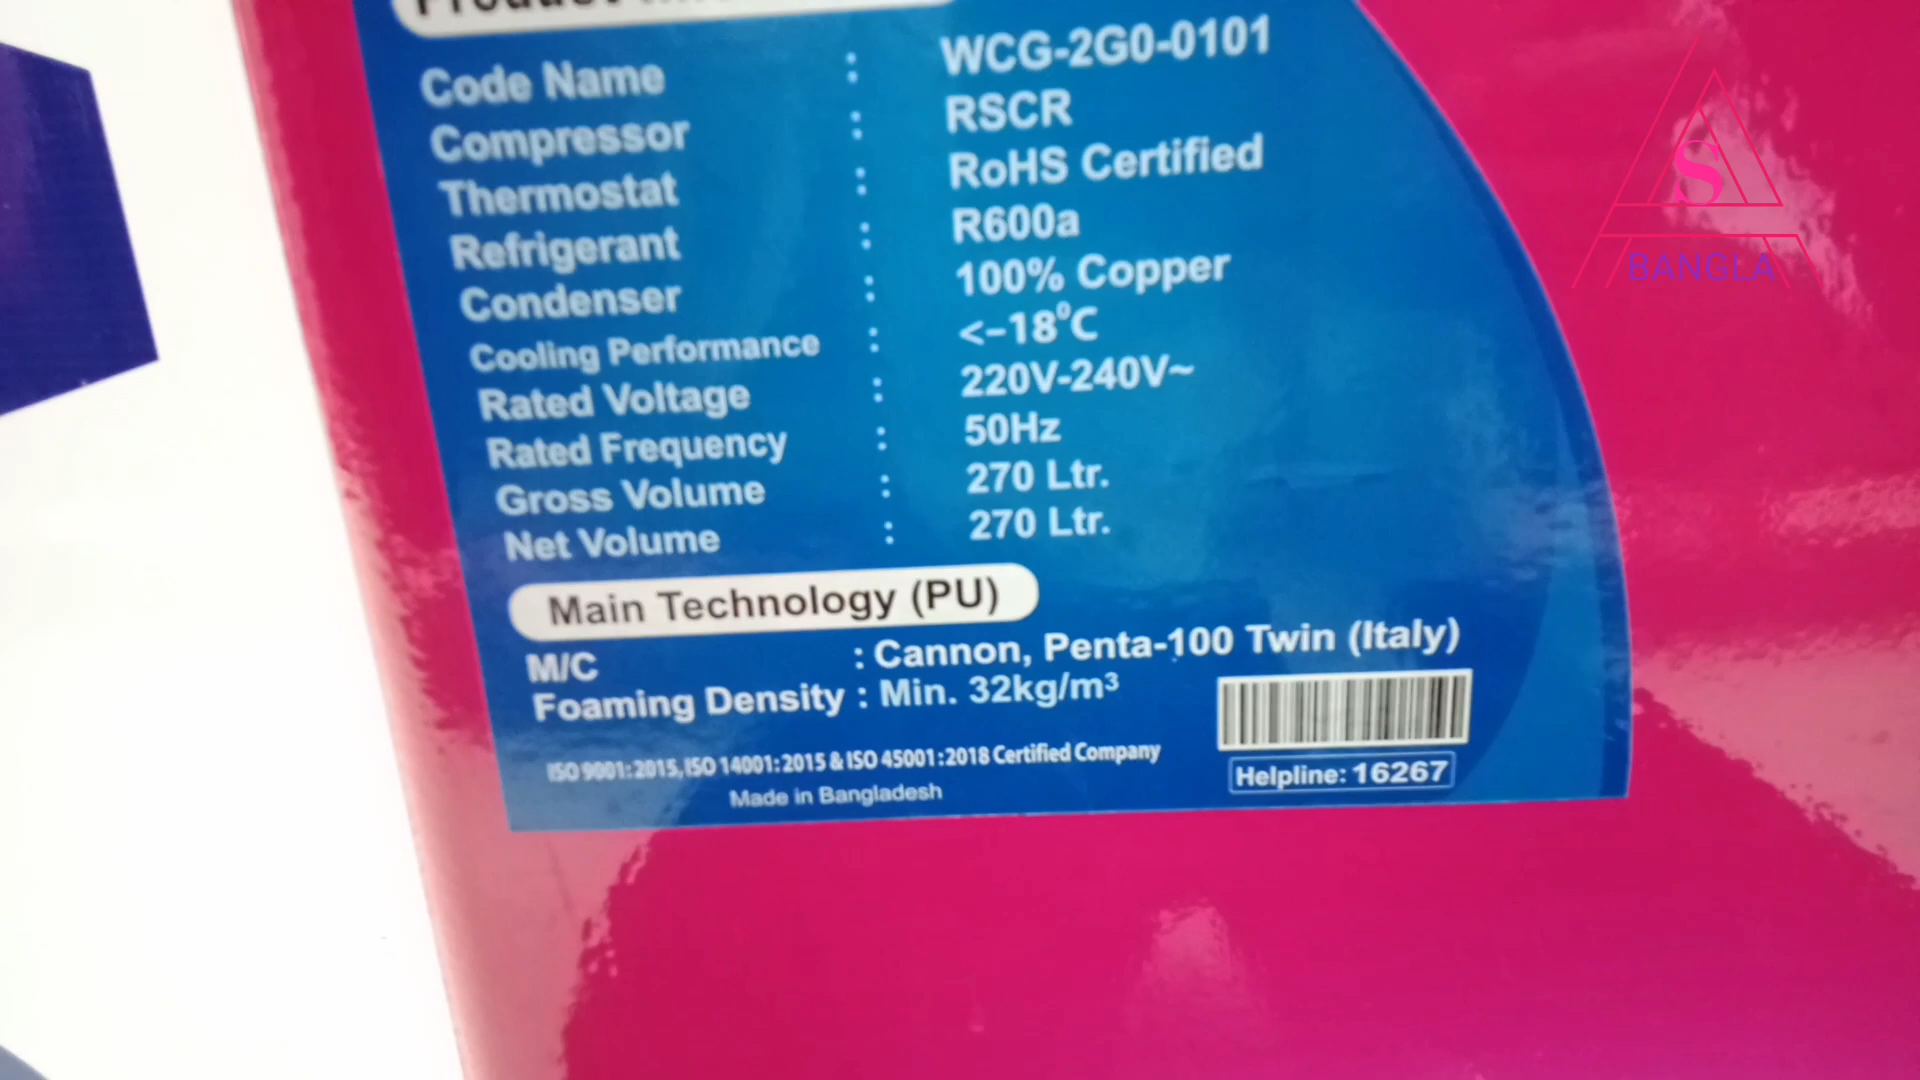 Product
Code Name : WCG-2G0-0101
Compressor : RSCR
Thermostat : RoHS Certified
Refrigerant : R600a
Condenser : 100% Copper
Cooling Performance : <-18°C
Rated Voltage : 220V-240V~
Rated Frequency : 50Hz
Gross Volume : 270 Ltr.
Net Volume : 270 Ltr.
Main Technology (PU)
M/C : Cannon, Penta-100 Twin (Italy)
Foaming Density : Min. 32kg/m³
ISO 9001:2015, ISO 14001:2015 & ISO 45001:2018 Certified Company
Made in Bangladesh
Helpline: 16267
S
BANGLA